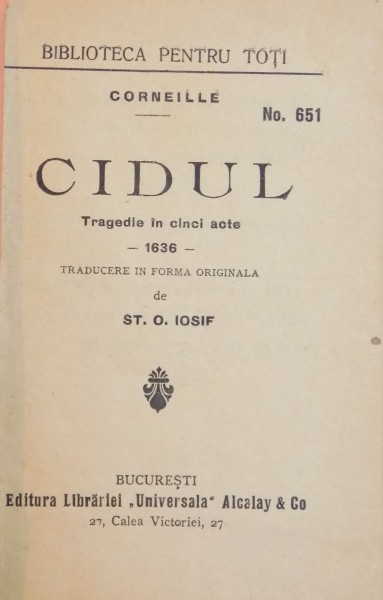 BIBLIOTECA PENTRU TOȚI
CORNEILLE
No. 651
CIDUL
Tragedie în cinci acte
— 1636 —
TRADUCERE IN FORMA ORIGINALA
de
ST. O. IOSIF
BUCUREȘTI
Editura Librăriei „Universala“ Alcalay & Co
27, Calea Victoriei, 27